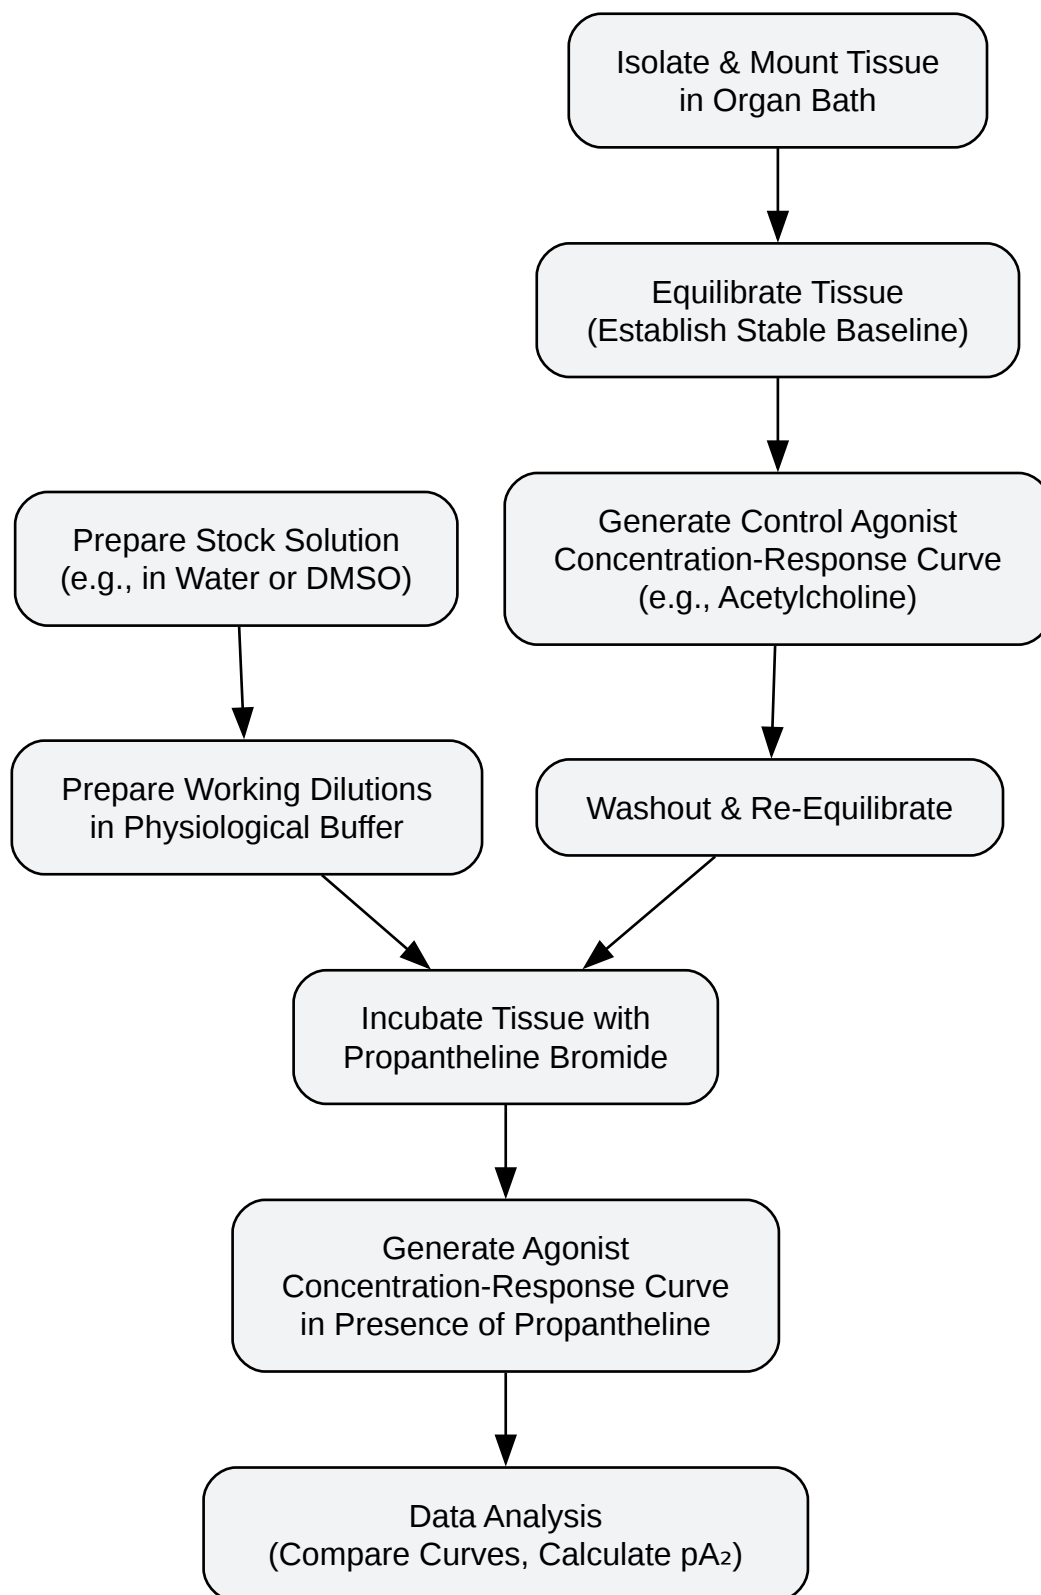 Isolate & Mount Tissue
in Organ Bath
Equilibrate Tissue
(Establish Stable Baseline)
Generate Control Agonist
Concentration-Response Curve
(e.g., Acetylcholine)
Prepare Stock Solution
(e.g., in Water or DMSO)
Prepare Working Dilutions
in Physiological Buffer
Washout & Re-Equilibrate
Incubate Tissue with
Propantheline Bromide
Generate Agonist
Concentration-Response Curve
in Presence of Propantheline
Data Analysis
(Compare Curves, Calculate pA₂)